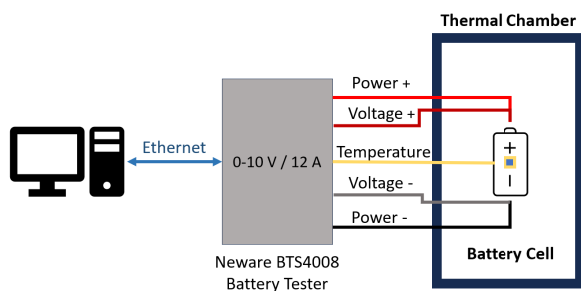 Thermal Chamber
Power +
Voltage +
Ethernet
0-10 V / 12 A
Temperature
+
Voltage -
–
Power -
Battery Cell
Neware BTS4008
Battery Tester